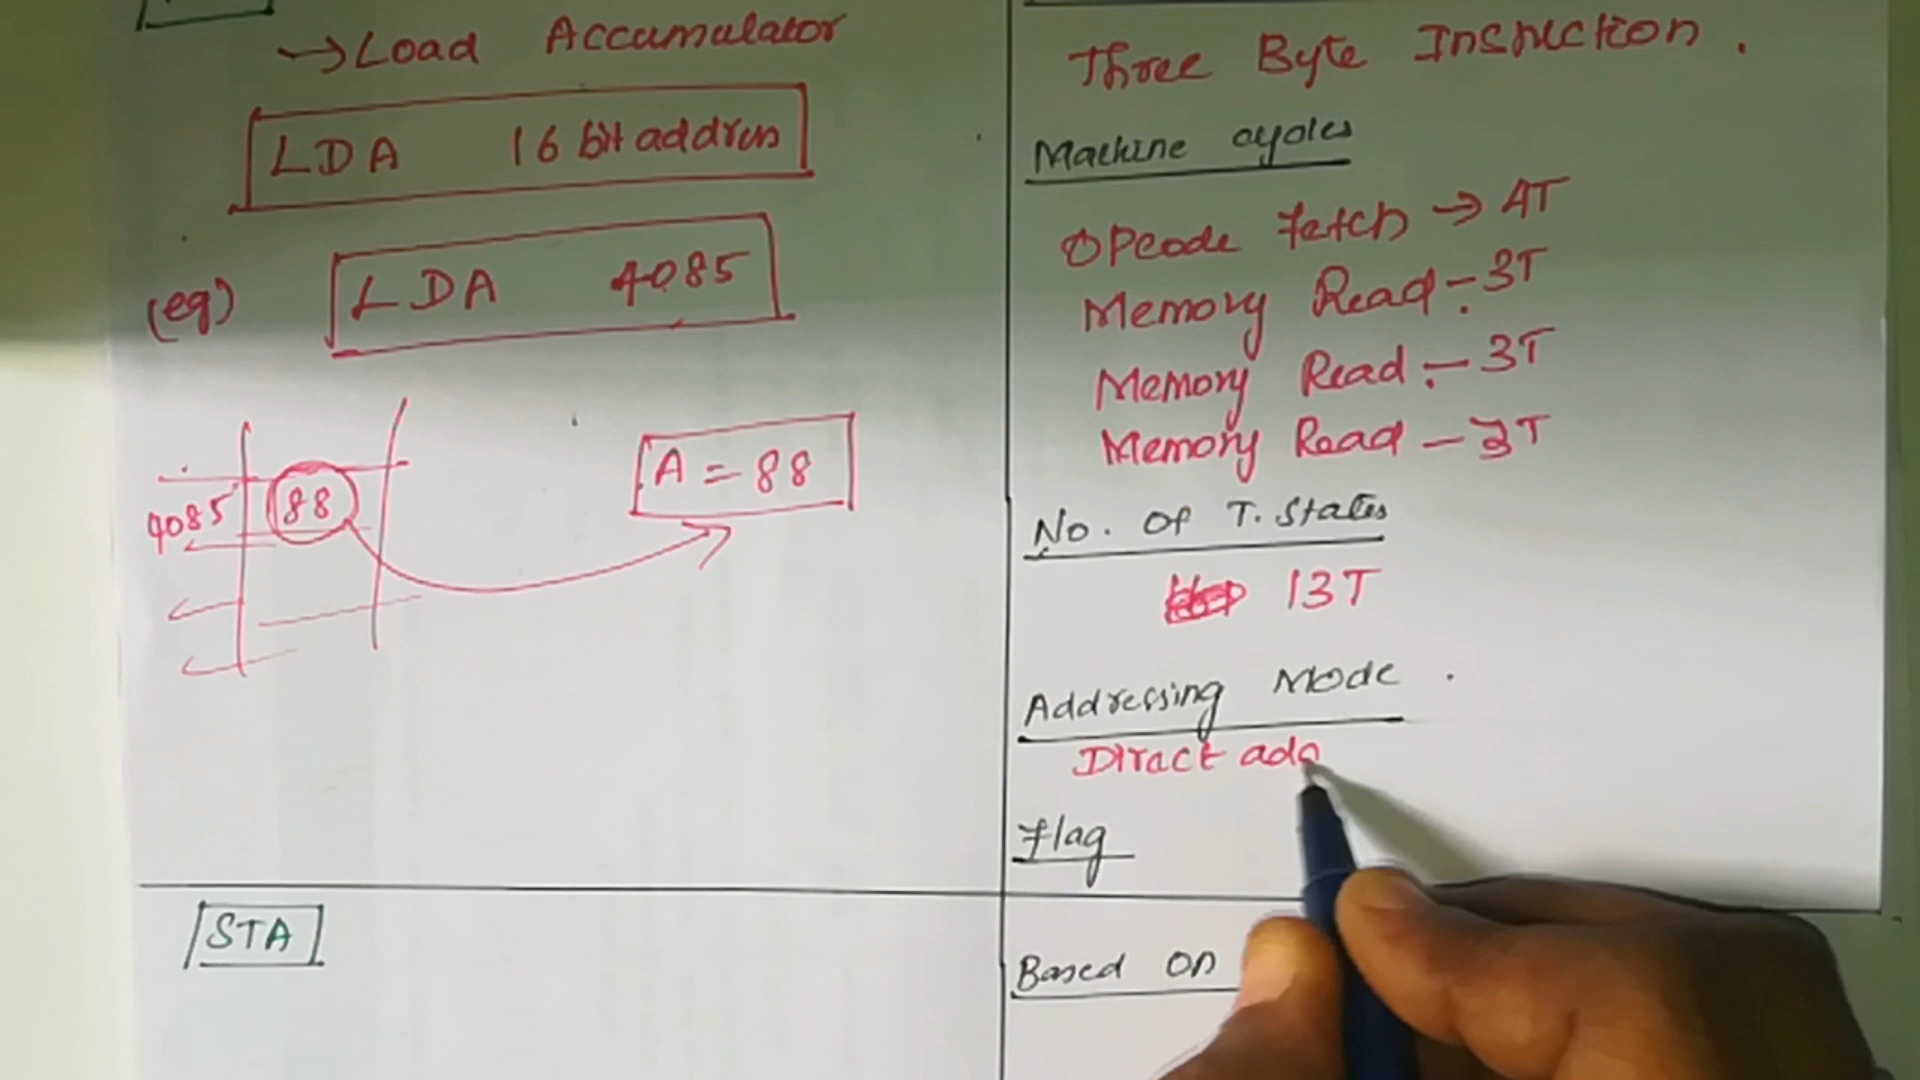 →Load Accumulator
LDA 16 bit address
(eg) LDA 4085
4085 88
A = 88
STA
Three Byte Instruction.
Machine cycles
Opcode fetch → 4T
Memory Read - 3T
Memory Read - 3T
Memory Read - 3T
No. of T. States
13T
Addressing Mode.
Diract add
Flag
Based on